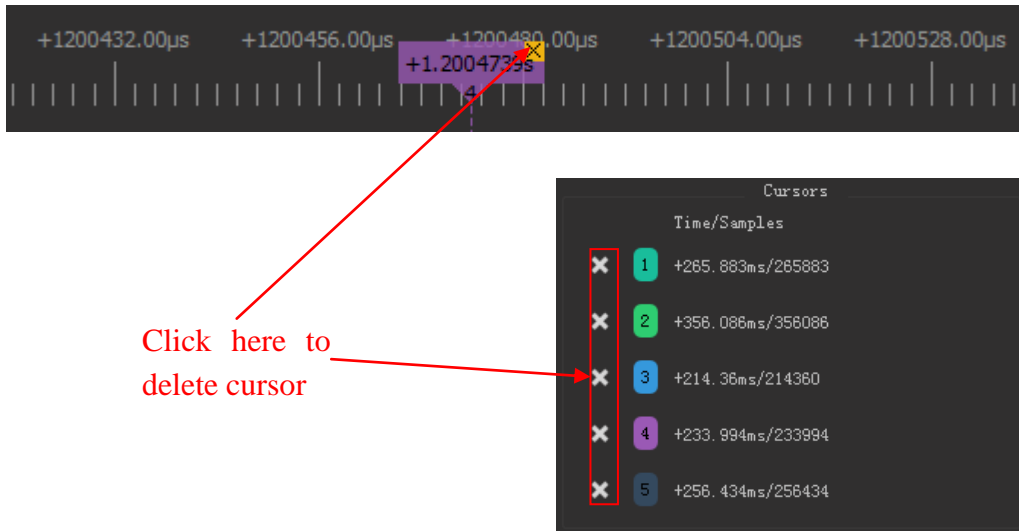 +1200432.00µs +1200456.00µs +1200480.00µs +1200504.00µs +1200528.00µs
+1.2004739s
4
Cursors
Time/Samples
1 +265.883ms/265883
2 +356.086ms/356086
3 +214.36ms/214360
4 +233.994ms/233994
5 +256.434ms/256434
Click here to
delete cursor